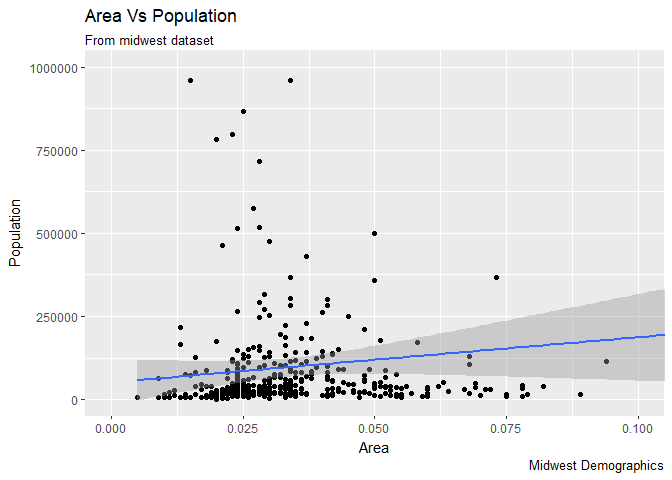 Area Vs Population
From midwest dataset
1000000
750000
500000
250000
0
Population
0.000 0.025 0.050 0.075 0.100
Area
Midwest Demographics